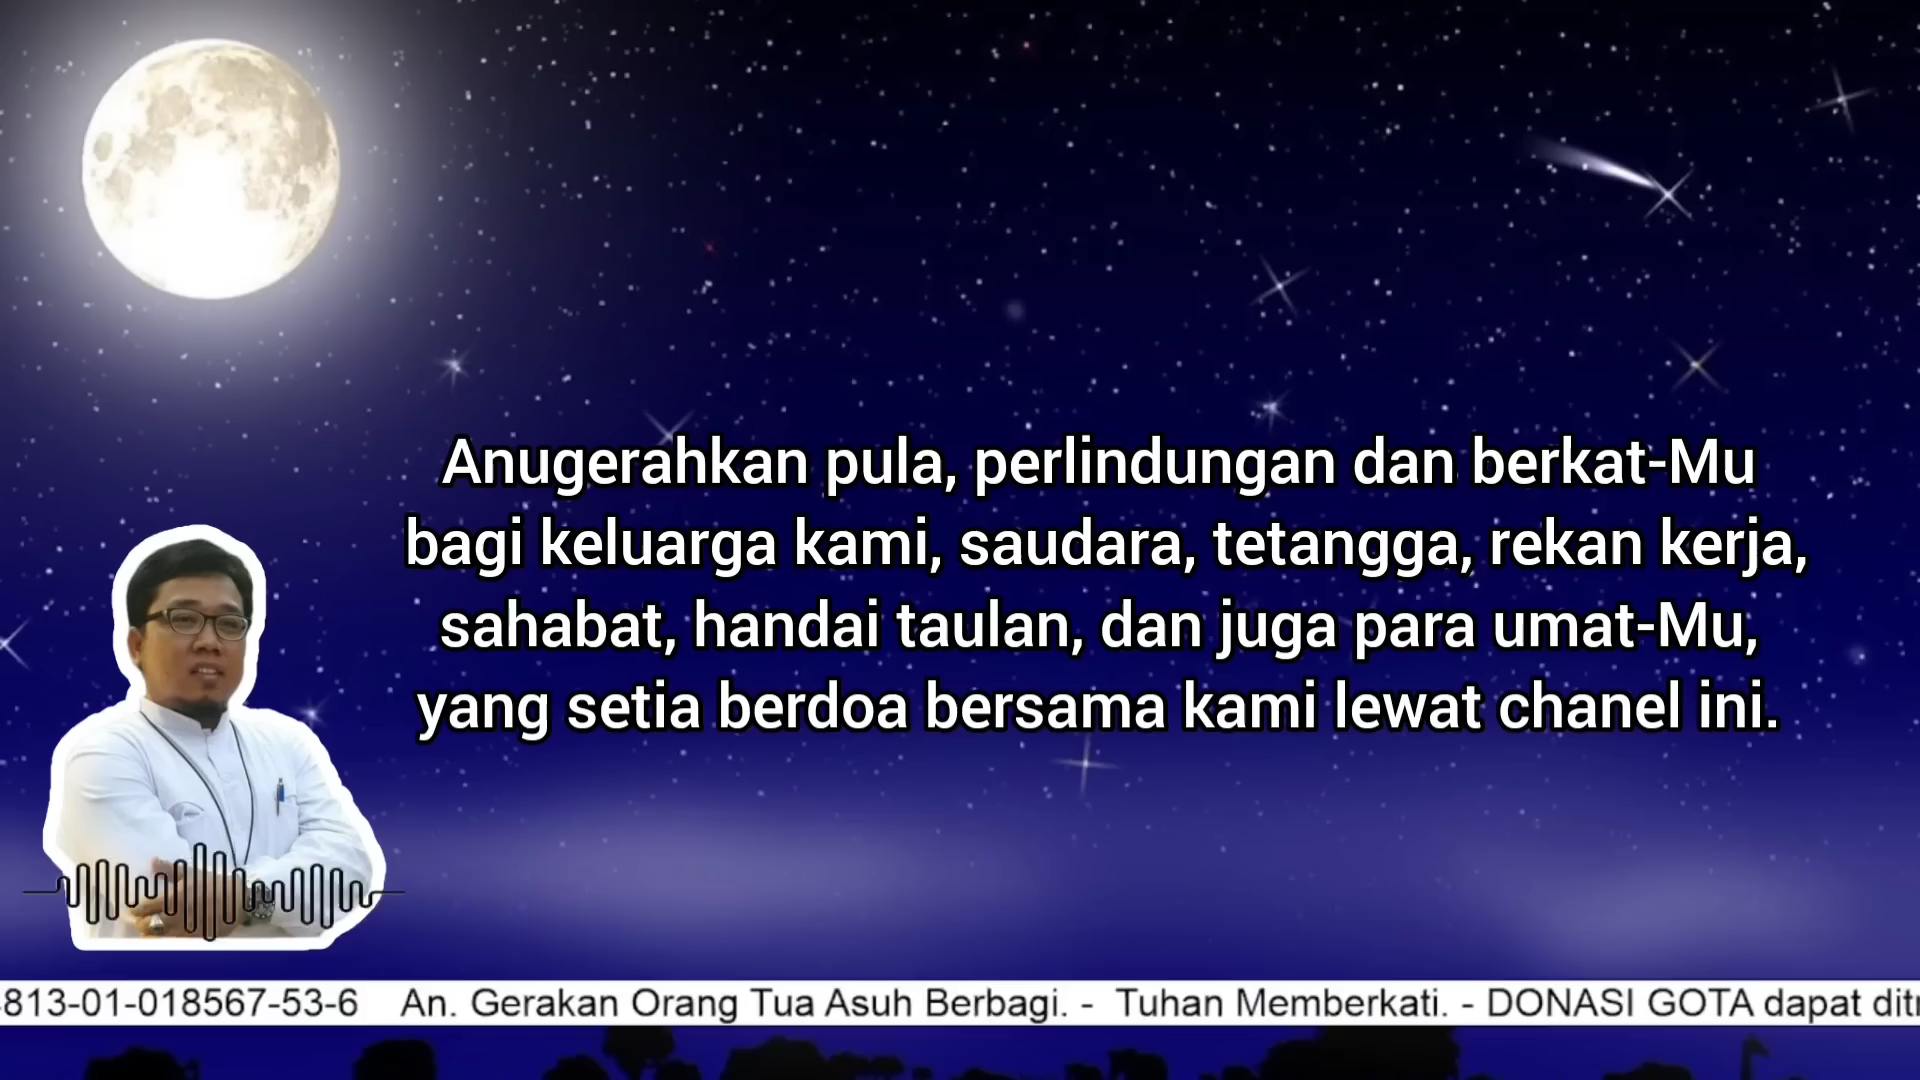 Anugerahkan pula, perlindungan dan berkat-Mu
bagi keluarga kami, saudara, tetangga, rekan kerja,
sahabat, handai taulan, dan juga para umat-Mu,
yang setia berdoa bersama kami lewat chanel ini.
813-01-018567-53-6 An. Gerakan Orang Tua Asuh Berbagi. - Tuhan Memberkati. - DONASI GOTA dapat